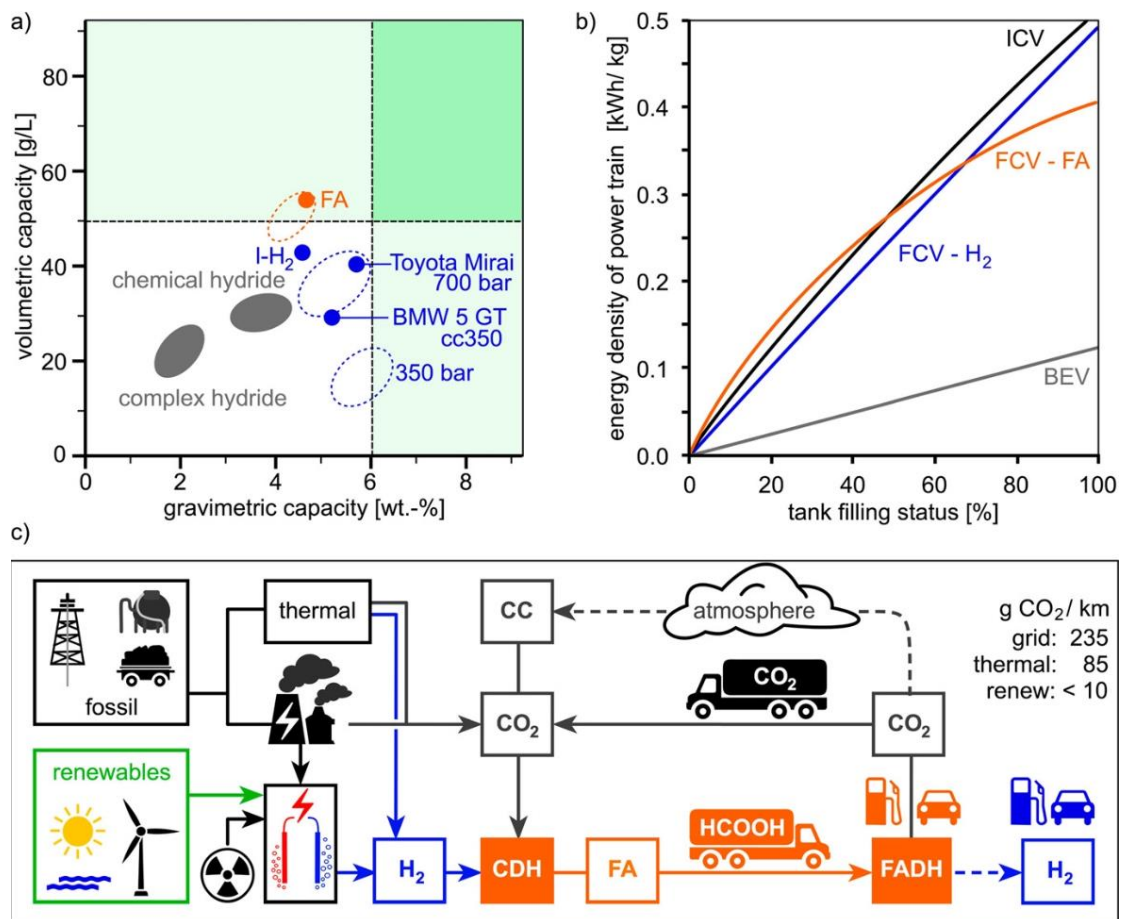 a)
volumetric capacity [g/L]
80
60
40
20
0
FA
l-H₂
Toyota Mirai
700 bar
chemical hydride
BMW 5 GT
cc350
350 bar
complex hydride
0
2
4
6
8
gravimetric capacity [wt.-%]
b)
energy density of power train [kWh/ kg]
0.5
0.4
0.3
0.2
0.1
0.0
ICV
FCV - FA
FCV - H₂
BEV
0
20
40
60
80
100
tank filling status [%]
c)
fossil
thermal
CC
atmosphere
g CO₂/ km
grid: 235
thermal: 85
renew: < 10
CO₂
CO₂
CO₂
renewables
H₂
CDH
FA
HCOOH
FADH
H₂